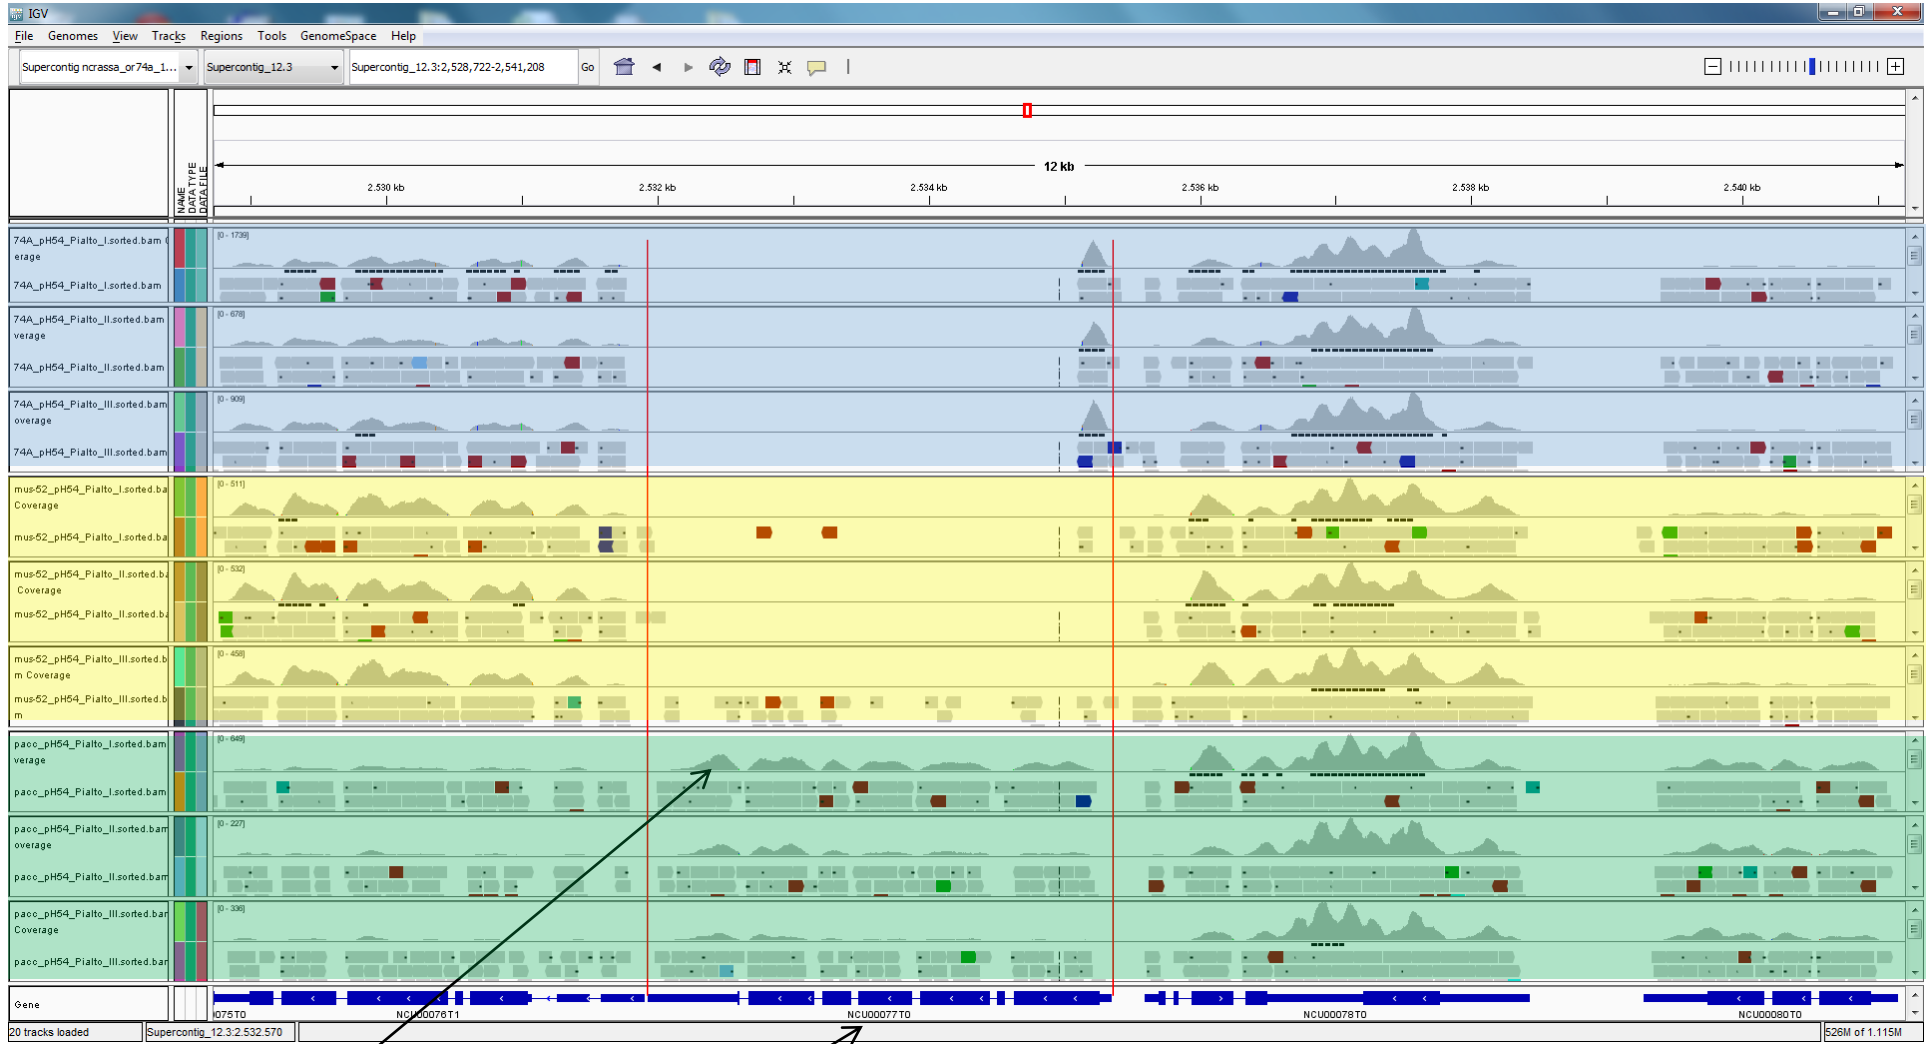 IGV
File Genomes View Tracks Regions Tools GenomeSpace Help
Supercontig ncrassa_or74a_1... Supercontig_12.3 Supercontig_12.3:2,528,722-2,541,208 Go
NAME
DATA TYPE
DATA FILE
12 kb
2.530 kb 2.532 kb 2.534 kb 2.536 kb 2.538 kb 2.540 kb
74A_pH54_Pialto_I.sorted.bam
erage
[0 - 1739]
74A_pH54_Pialto_I.sorted.bam
74A_pH54_Pialto_II.sorted.bam
verage
[0 - 678]
74A_pH54_Pialto_II.sorted.bam
74A_pH54_Pialto_III.sorted.bam
overage
[0 - 909]
74A_pH54_Pialto_III.sorted.bam
mus-52_pH54_Pialto_I.sorted.ba
Coverage
[0 - 511]
mus-52_pH54_Pialto_I.sorted.ba
mus-52_pH54_Pialto_II.sorted.b
Coverage
[0 - 532]
mus-52_pH54_Pialto_II.sorted.b
mus-52_pH54_Pialto_III.sorted.b
m Coverage
[0 - 458]
mus-52_pH54_Pialto_III.sorted.b
m
pacc_pH54_Pialto_I.sorted.bam
verage
[0 - 649]
pacc_pH54_Pialto_I.sorted.bam
pacc_pH54_Pialto_II.sorted.bam
overage
[0 - 227]
pacc_pH54_Pialto_II.sorted.bam
pacc_pH54_Pialto_III.sorted.bar
Coverage
[0 - 336]
pacc_pH54_Pialto_III.sorted.bar
Gene
0075T0 NCU00076T1 NCU00077T0 NCU00078T0 NCU00080T0
20 tracks loaded Supercontig_12.3:2.532.570 526M of 1.115M